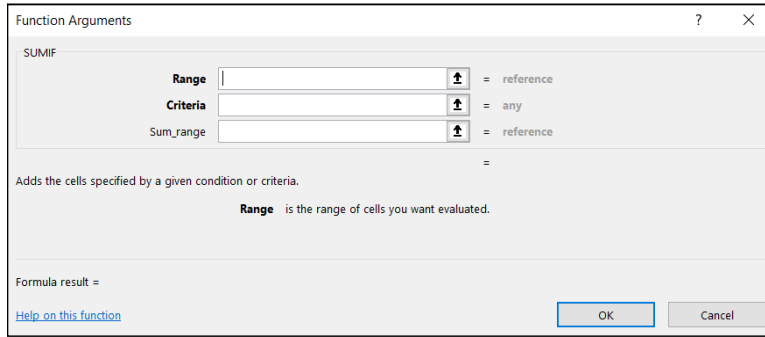 Function Arguments ? ×
SUMIF
Range = reference
Criteria = any
Sum_range = reference
=
Adds the cells specified by a given condition or criteria.
Range is the range of cells you want evaluated.
Formula result =
Help on this function OK Cancel